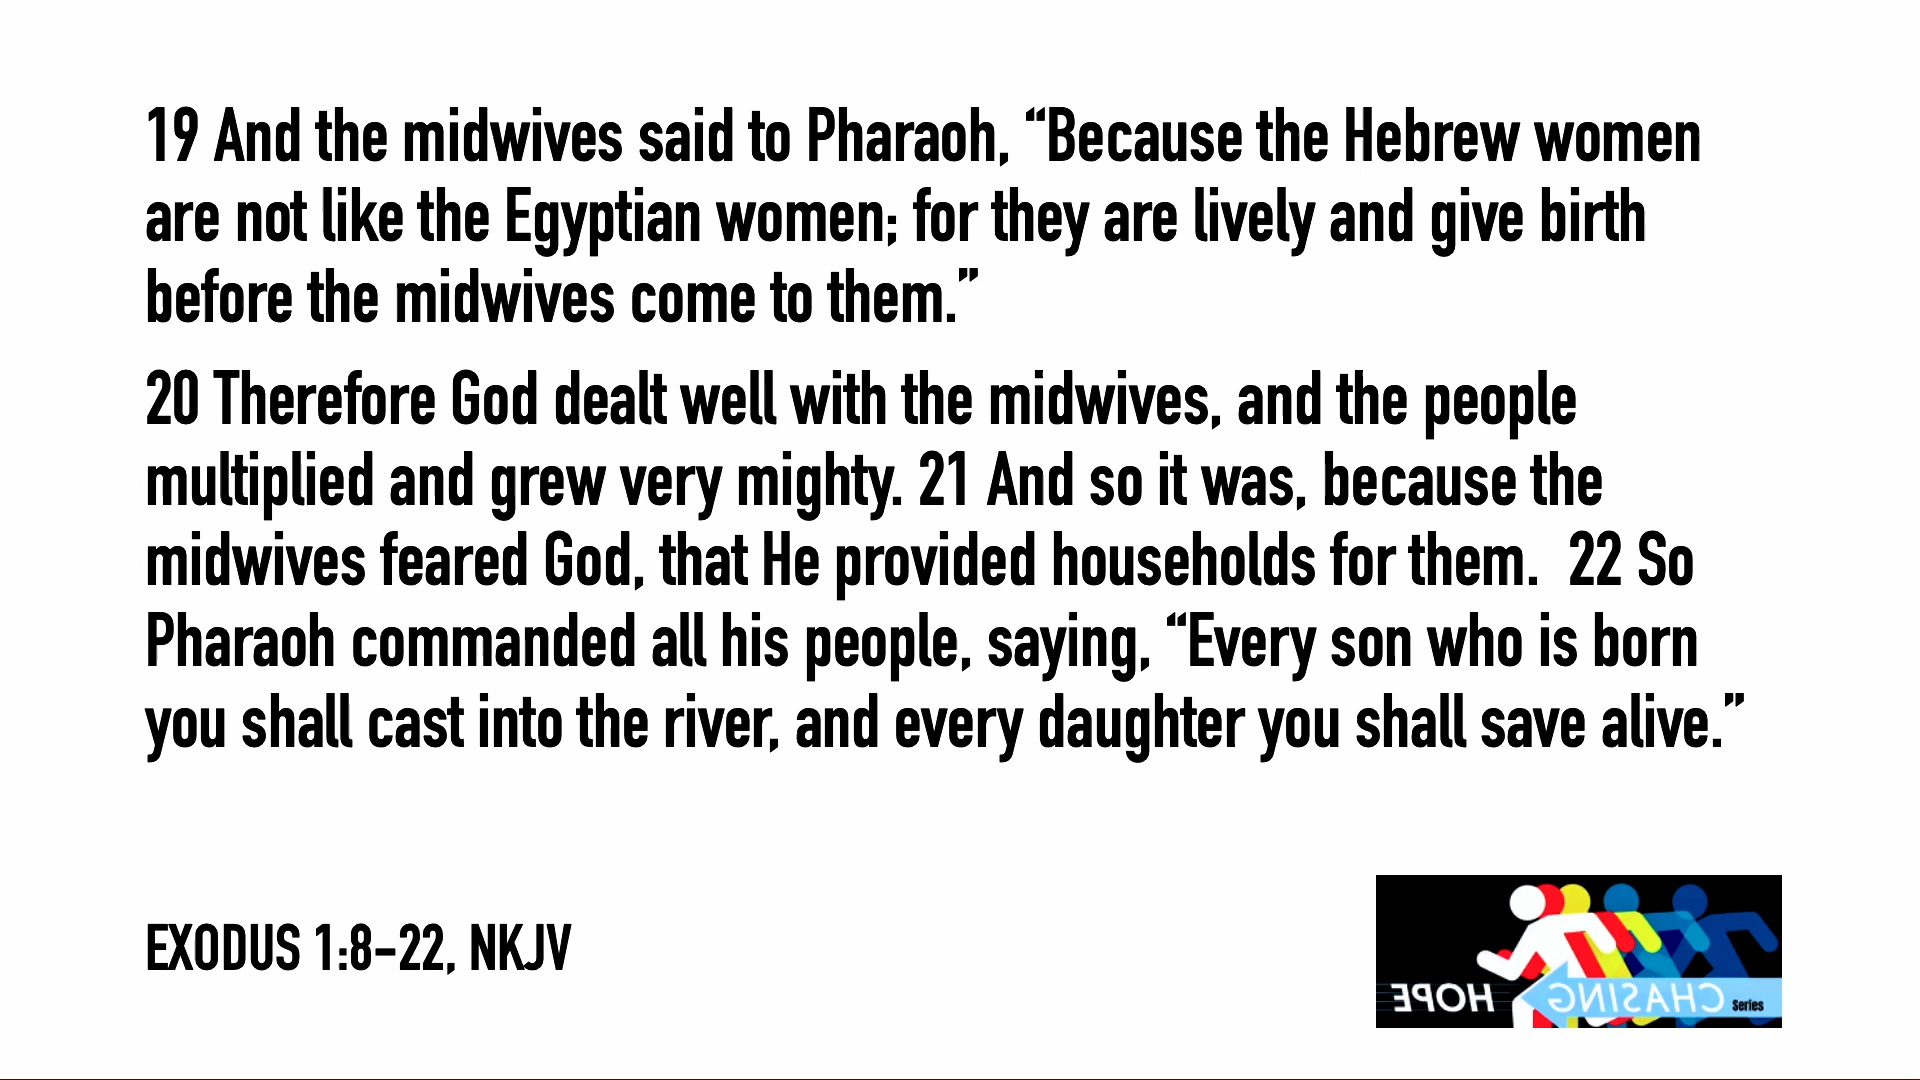 19 And the midwives said to Pharaoh, “Because the Hebrew women
are not like the Egyptian women; for they are lively and give birth
before the midwives come to them.”
20 Therefore God dealt well with the midwives, and the people
multiplied and grew very mighty. 21 And so it was, because the
midwives feared God, that He provided households for them.  22 So
Pharaoh commanded all his people, saying, “Every son who is born
you shall cast into the river, and every daughter you shall save alive.”
EXODUS 1:8–22, NKJV
HOPE CHASING Series